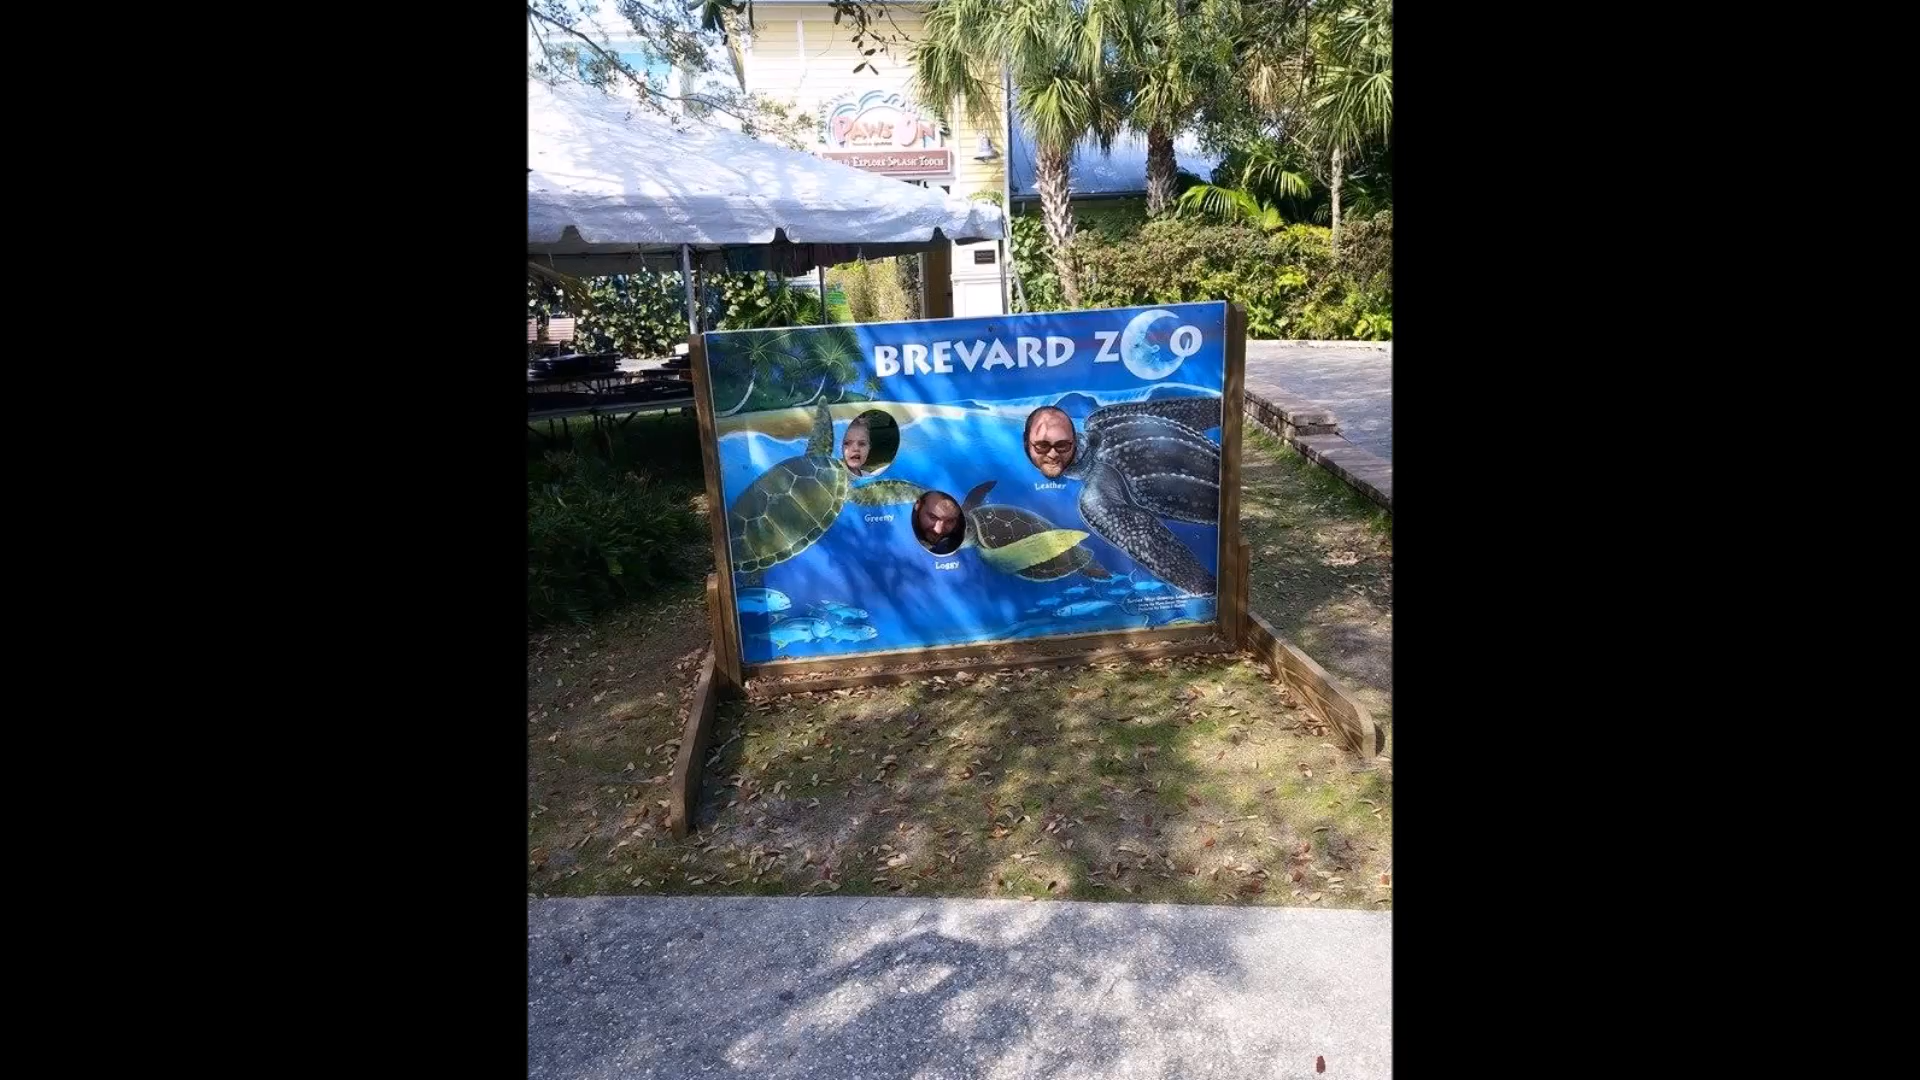 PAWS ON
EXPLORE SPLASH TOUCH
BREVARD ZOO
Leather
Greeny
Loggy